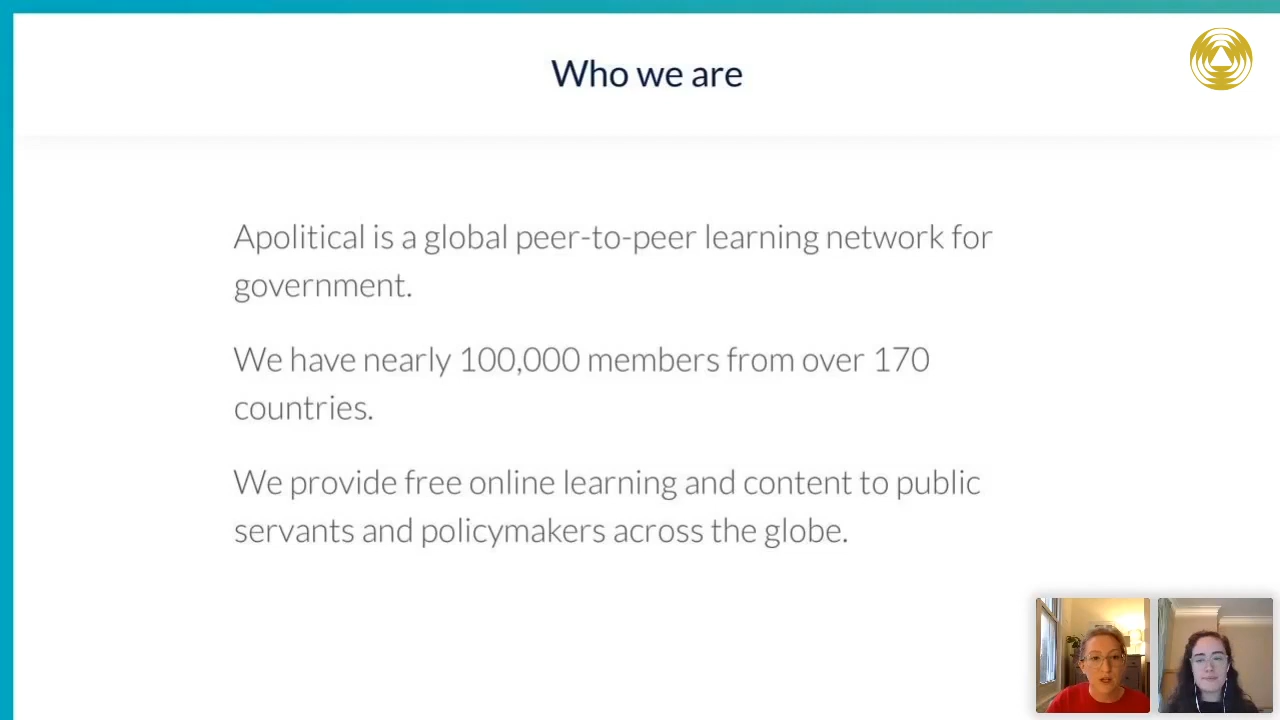 Who we are
Apolitical is a global peer-to-peer learning network for
government.
We have nearly 100,000 members from over 170
countries.
We provide free online learning and content to public
servants and policymakers across the globe.